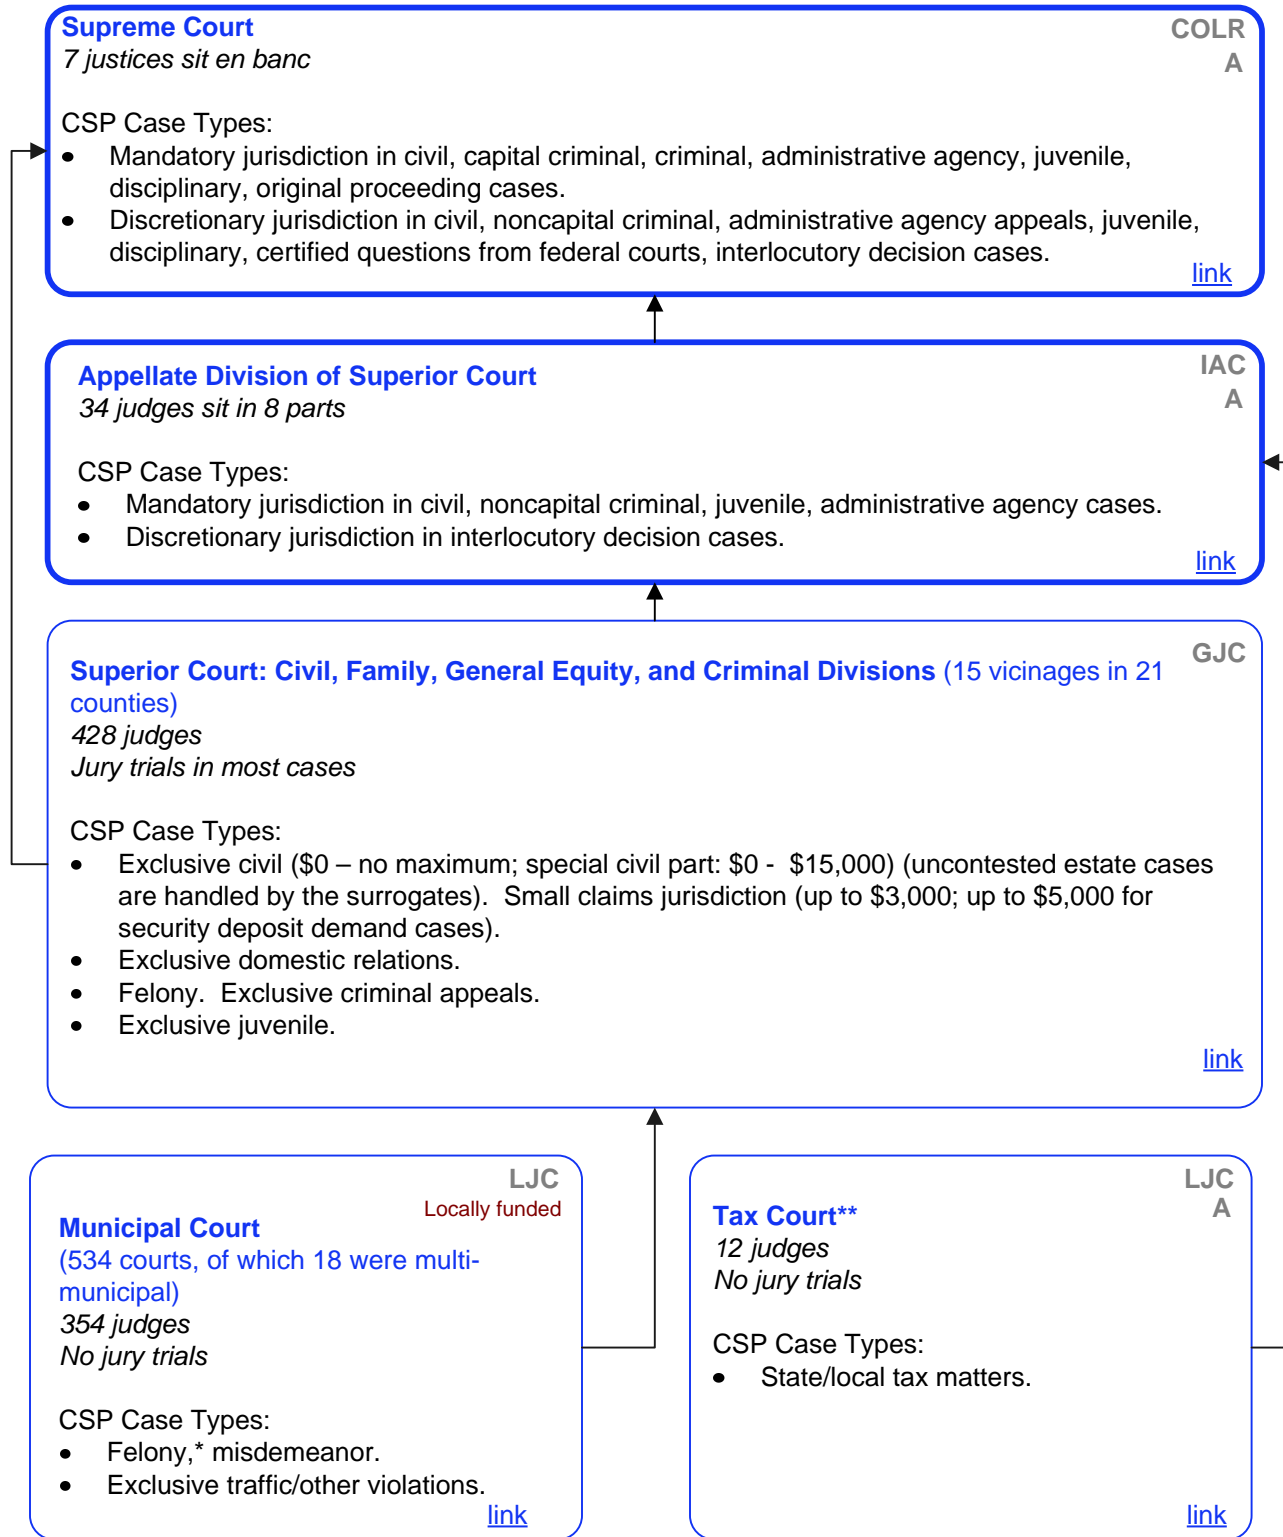 Supreme Court
COLR
7 justices sit en banc
A
CSP Case Types:
• Mandatory jurisdiction in civil, capital criminal, criminal, administrative agency, juvenile,
disciplinary, original proceeding cases.
• Discretionary jurisdiction in civil, noncapital criminal, administrative agency appeals, juvenile,
disciplinary, certified questions from federal courts, interlocutory decision cases.
link
IAC
Appellate Division of Superior Court
A
34 judges sit in 8 parts
CSP Case Types:
• Mandatory jurisdiction in civil, noncapital criminal, juvenile, administrative agency cases.
• Discretionary jurisdiction in interlocutory decision cases.
link
GJC
Superior Court: Civil, Family, General Equity, and Criminal Divisions (15 vicinages in 21
counties)
428 judges
Jury trials in most cases
CSP Case Types:
• Exclusive civil ($0 – no maximum; special civil part: $0 - $15,000) (uncontested estate cases
are handled by the surrogates). Small claims jurisdiction (up to $3,000; up to $5,000 for
security deposit demand cases).
• Exclusive domestic relations.
• Felony. Exclusive criminal appeals.
• Exclusive juvenile.
link
LJC
Locally funded
Municipal Court
(534 courts, of which 18 were multi-
municipal)
354 judges
No jury trials
CSP Case Types:
• Felony,* misdemeanor.
• Exclusive traffic/other violations.
link
LJC
A
Tax Court**
12 judges
No jury trials
CSP Case Types:
• State/local tax matters.
link